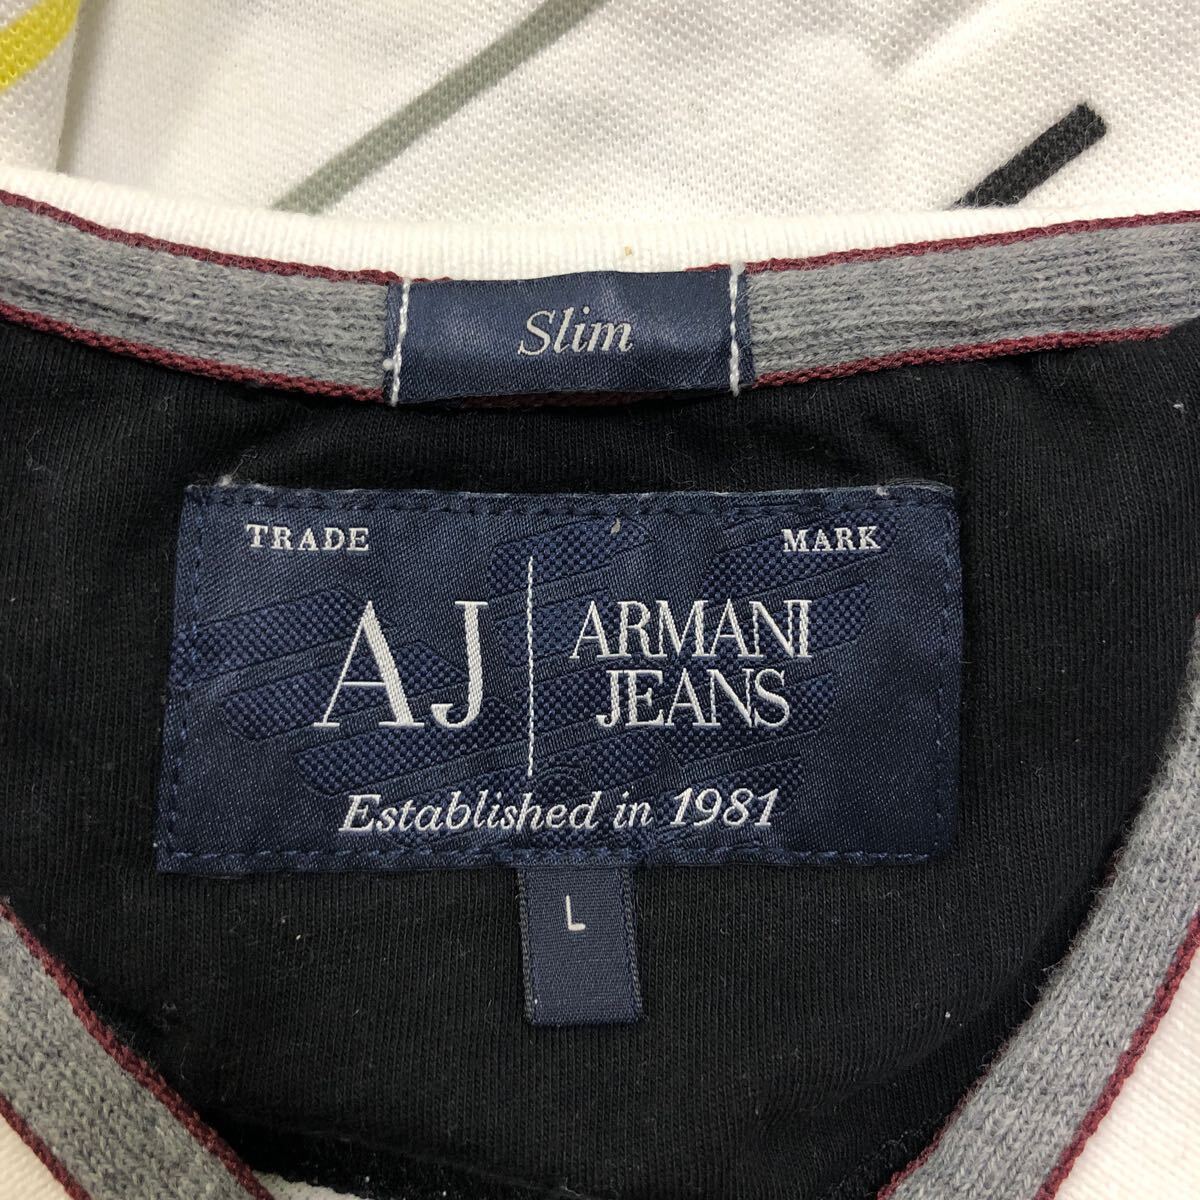 Slim
TRADE MARK
AJ ARMANI
JEANS
Established in 1981
L